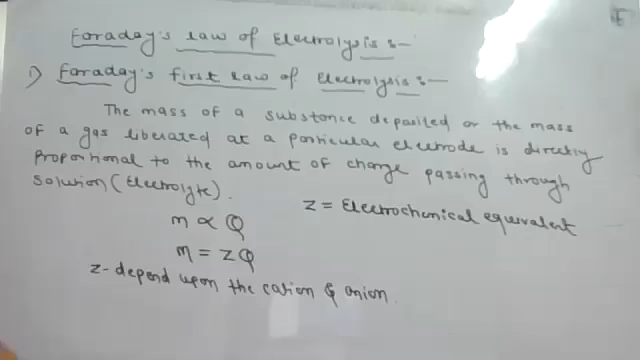 Faraday's law of Electrolysis :-
1) Faraday's first law of electrolysis :-
The mass of a substance deposited or the mass
of a gas liberated at a particular electrode is directly
proportional to the amount of charge passing through
solution (Electrolyte).
Z = Electrochemical equivalent
m ∝ Q
m = ZQ
Z - depend upon the cation & anion.